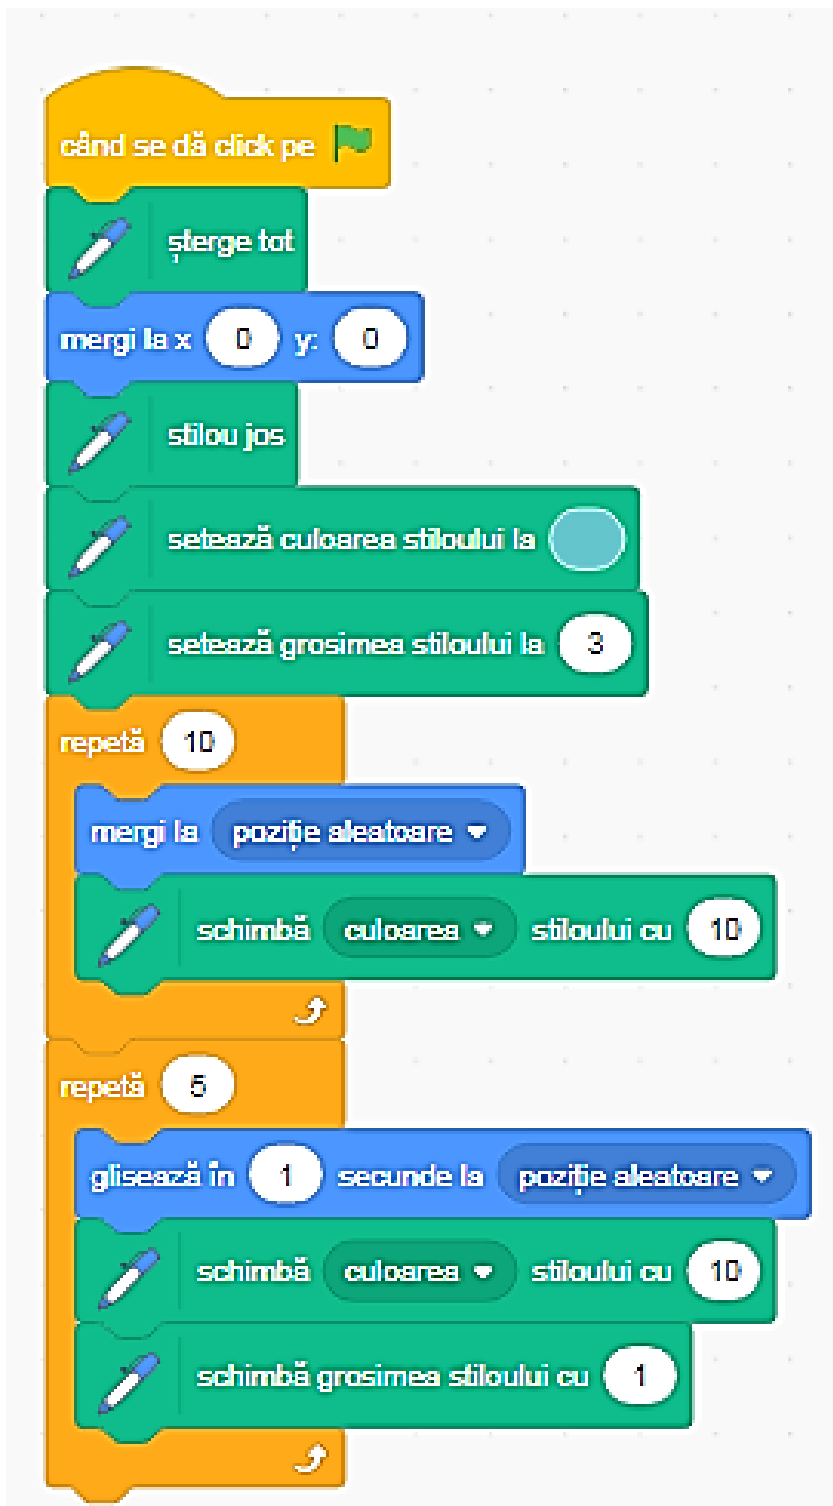 când se dă click pe
șterge tot
mergi la x 0 y: 0
stilou jos
setează culoarea stiloului la
setează grosimea stiloului la 3
repetă 10
mergi la poziție aleatoare
schimbă culoarea stiloului cu 10
repetă 5
glisează în 1 secunde la poziție aleatoare
schimbă culoarea stiloului cu 10
schimbă grosimea stiloului cu 1